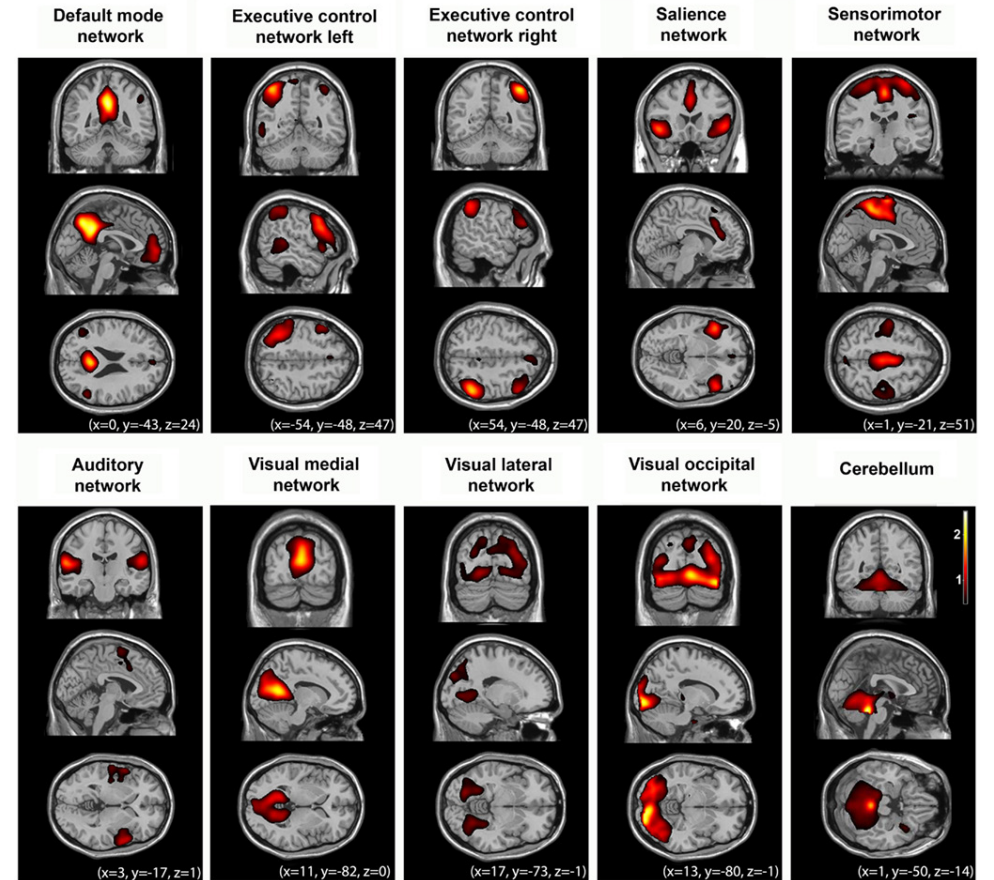 Default mode
network
Executive control
network left
Executive control
network right
Salience
network
Sensorimotor
network
(x=0, y=-43, z=24)
(x=-54, y=-48, z=47)
(x=54, y=-48, z=47)
(x=6, y=20, z=-5)
(x=1, y=-21, z=51)
Auditory
network
Visual medial
network
Visual lateral
network
Visual occipital
network
Cerebellum
2
1
(x=3, y=-17, z=1)
(x=11, y=-82, z=0)
(x=17, y=-73, z=-1)
(x=13, y=-80, z=-1)
(x=1, y=-50, z=-14)